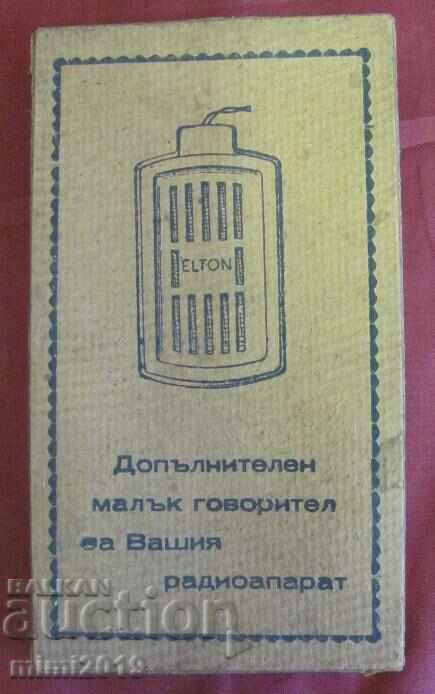 ELTON
Допълнителен
малък говорител
за Вашия
радиоапарат
BALKAN
auction
mimi2019